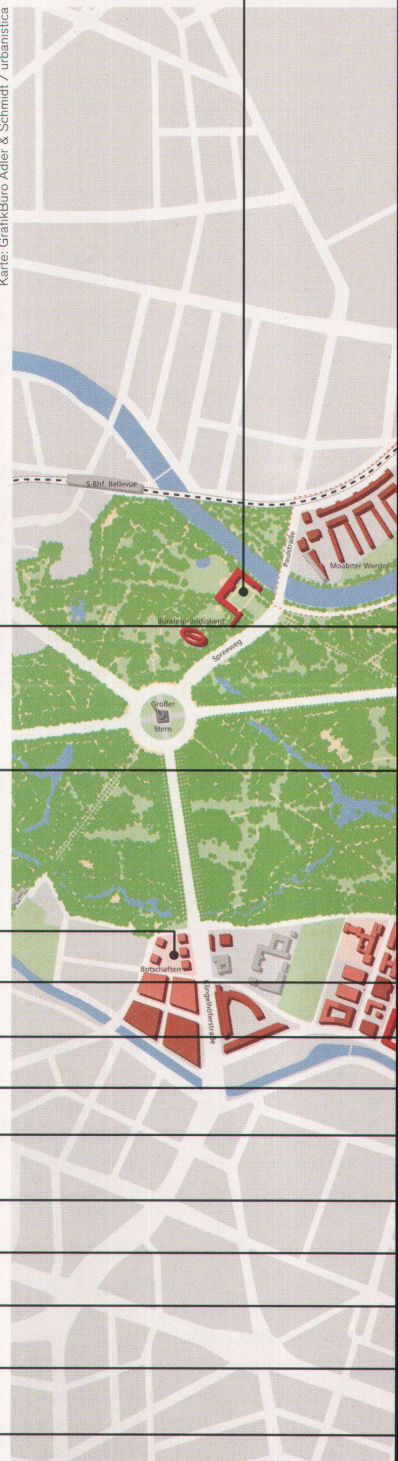 Karte: GrafikBüro Adler & Schmidt / urbanistica
S-Bhf. Bellevue
Paulstraße
Moabiter Werder
Bundespräsidialamt
Spreeweg
Großer
Stern
Botschaften
Klingelhöferstraße